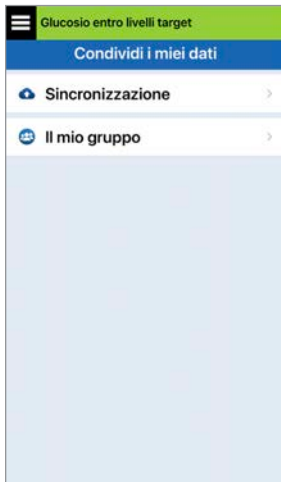 Glucosio entro livelli target
Condividi i miei dati
Sincronizzazione
Il mio gruppo